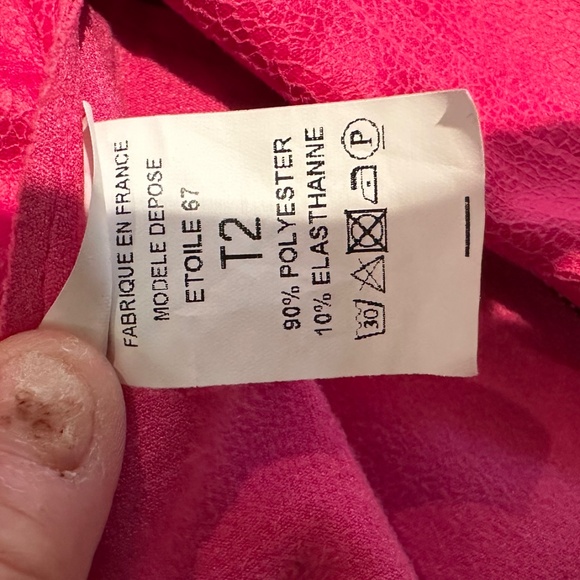 FABRIQUE EN FRANCE
MODELE DEPOSE
ETOILE 67
T2
90% POLYESTER
10% ELASTHANNE
30 P